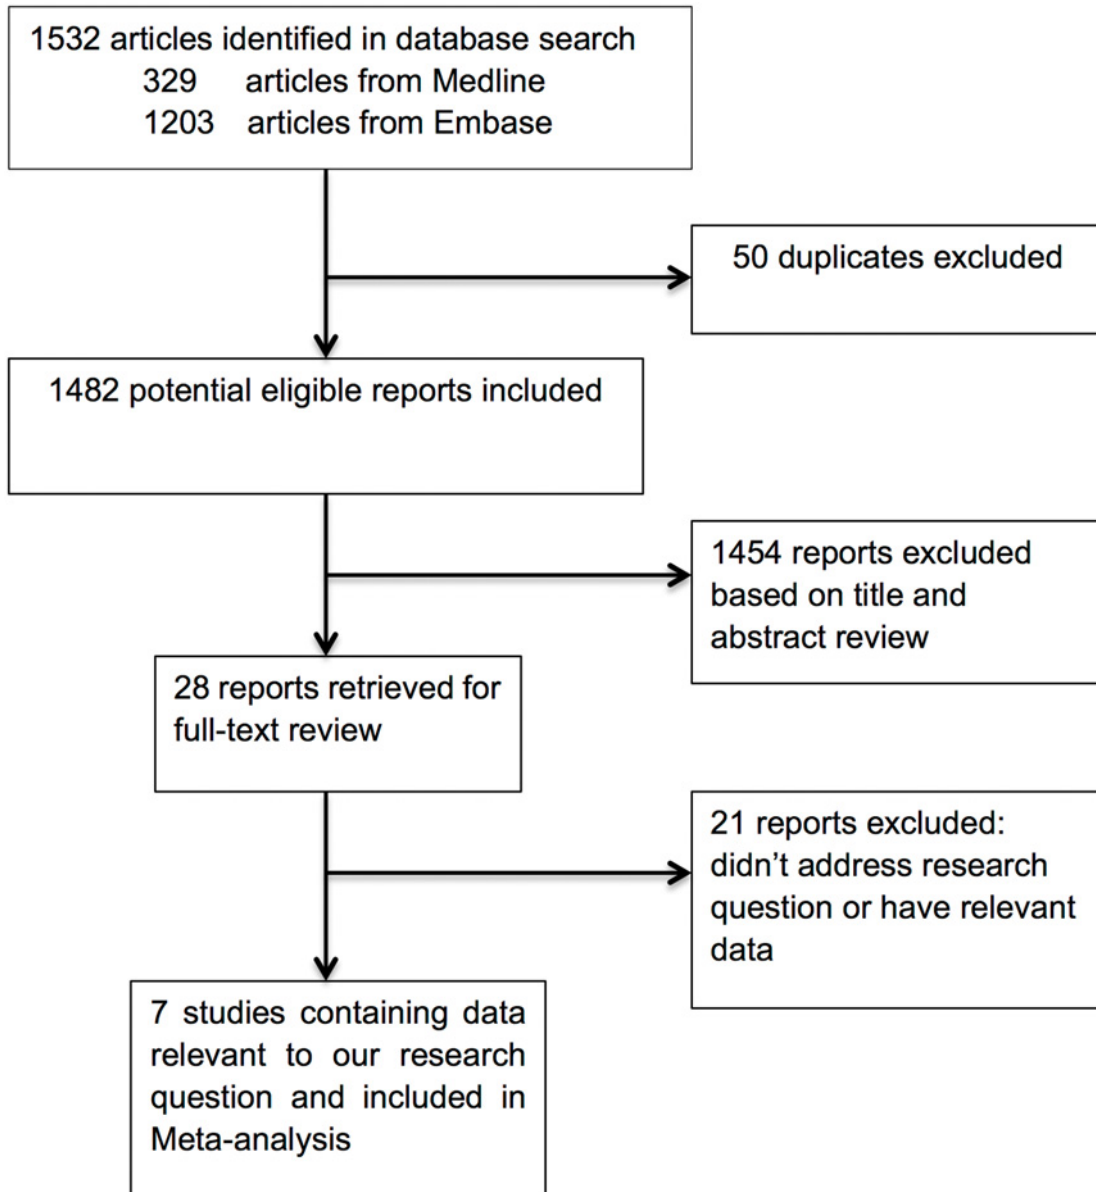 1532 articles identified in database search
329 articles from Medline
1203 articles from Embase
50 duplicates excluded
1482 potential eligible reports included
1454 reports excluded
based on title and
abstract review
28 reports retrieved for
full-text review
21 reports excluded:
didn’t address research
question or have relevant
data
7 studies containing data
relevant to our research
question and included in
Meta-analysis